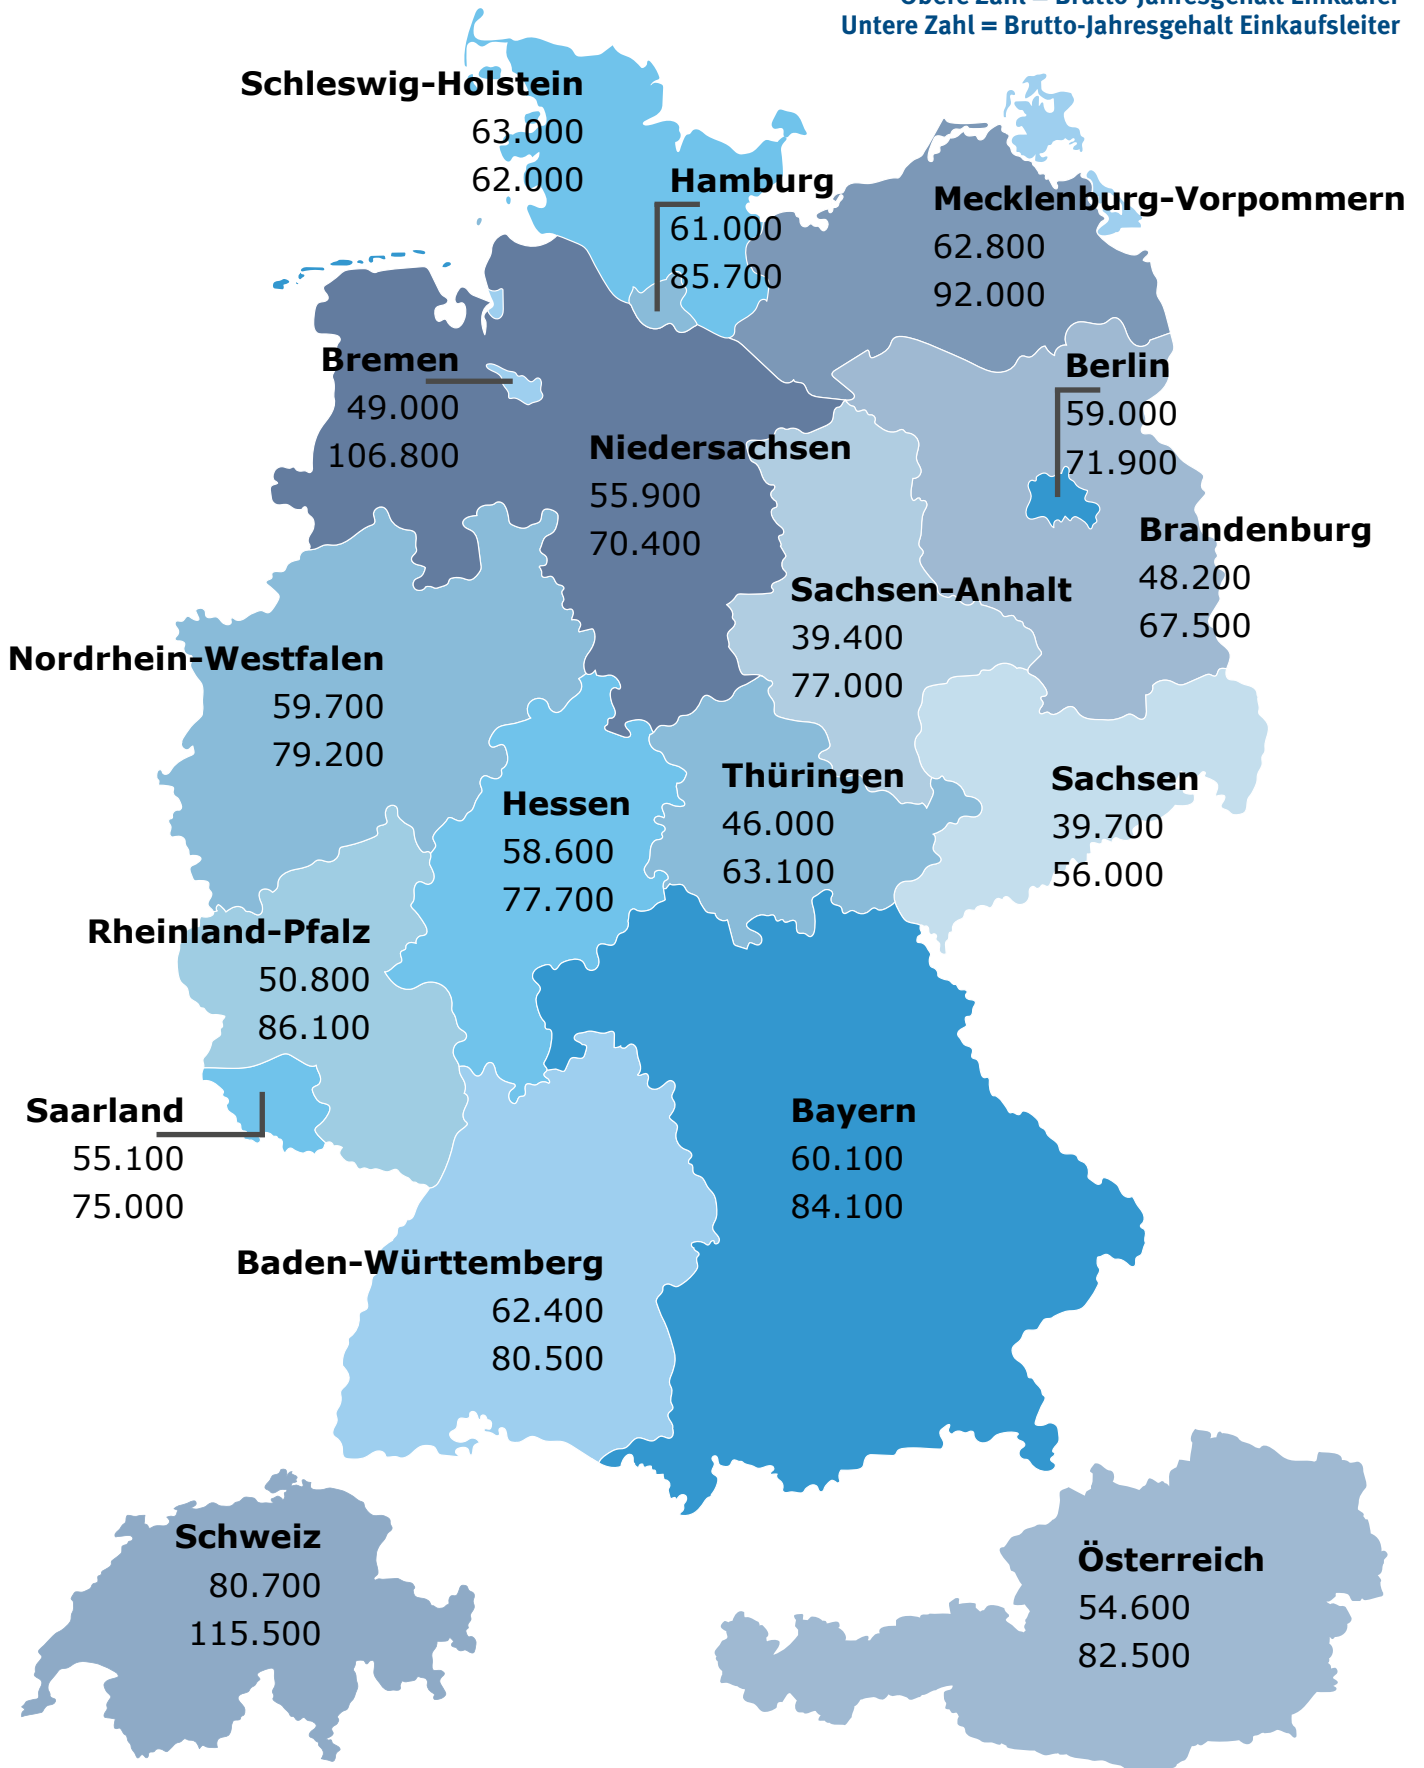 Obere Zahl = Brutto-Jahresgehalt Einkäufer
Untere Zahl = Brutto-Jahresgehalt Einkaufsleiter
Schleswig-Holstein
63.000
62.000
Hamburg
61.000
85.700
Mecklenburg-Vorpommern
62.800
92.000
Bremen
49.000
106.800
Berlin
59.000
71.900
Niedersachsen
55.900
70.400
Brandenburg
48.200
67.500
Sachsen-Anhalt
39.400
77.000
Nordrhein-Westfalen
59.700
79.200
Thüringen
46.000
63.100
Sachsen
39.700
56.000
Hessen
58.600
77.700
Rheinland-Pfalz
50.800
86.100
Saarland
55.100
75.000
Bayern
60.100
84.100
Baden-Württemberg
62.400
80.500
Schweiz
80.700
115.500
Österreich
54.600
82.500